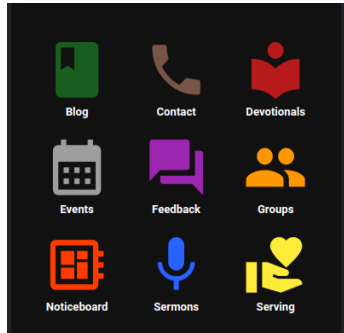 Blog Contact Devotionals
Events Feedback Groups
Noticeboard Sermons Serving